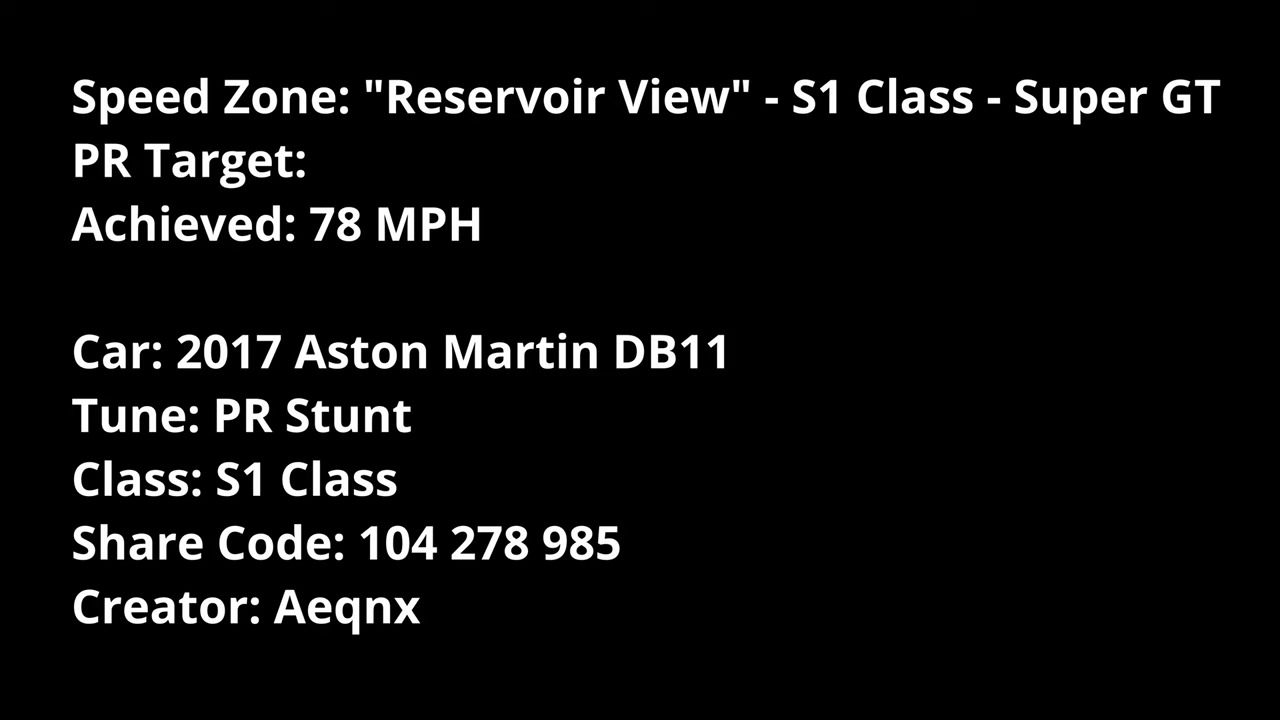 Speed Zone: "Reservoir View" - S1 Class - Super GT
PR Target:
Achieved: 78 MPH
Car: 2017 Aston Martin DB11
Tune: PR Stunt
Class: S1 Class
Share Code: 104 278 985
Creator: Aeqnx